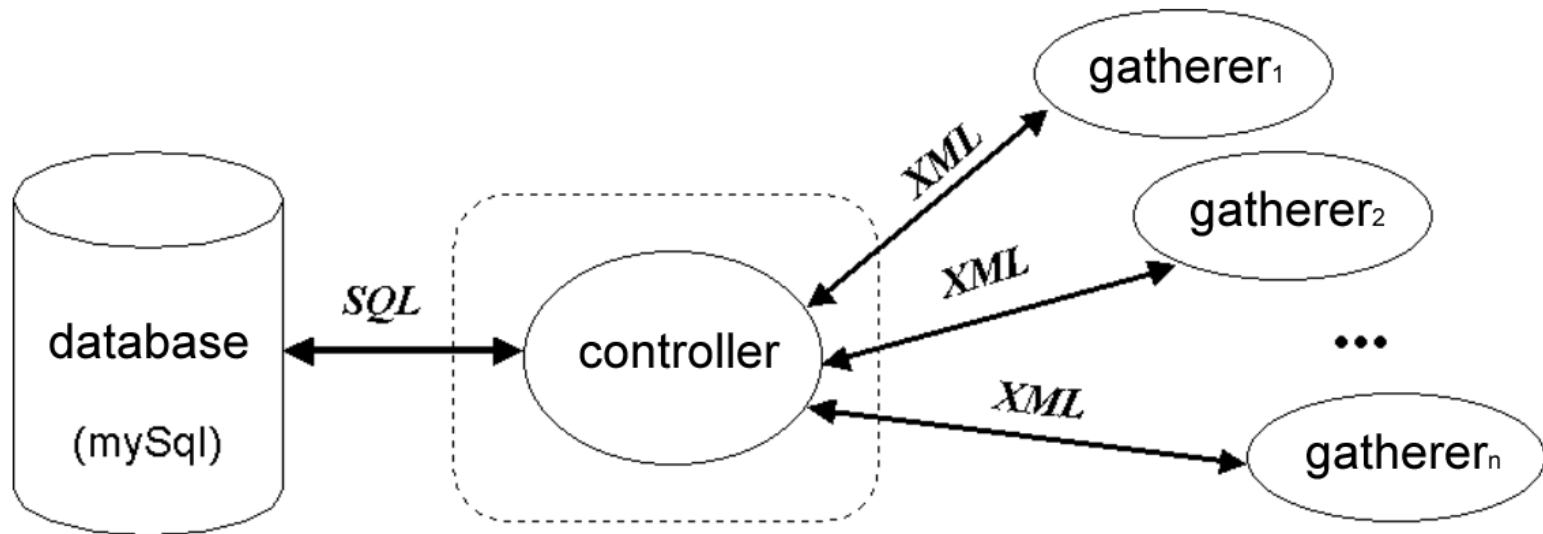 database
(mySql)
SQL
controller
XML
gatherer₁
XML
gatherer₂
•••
XML
gathererₙ